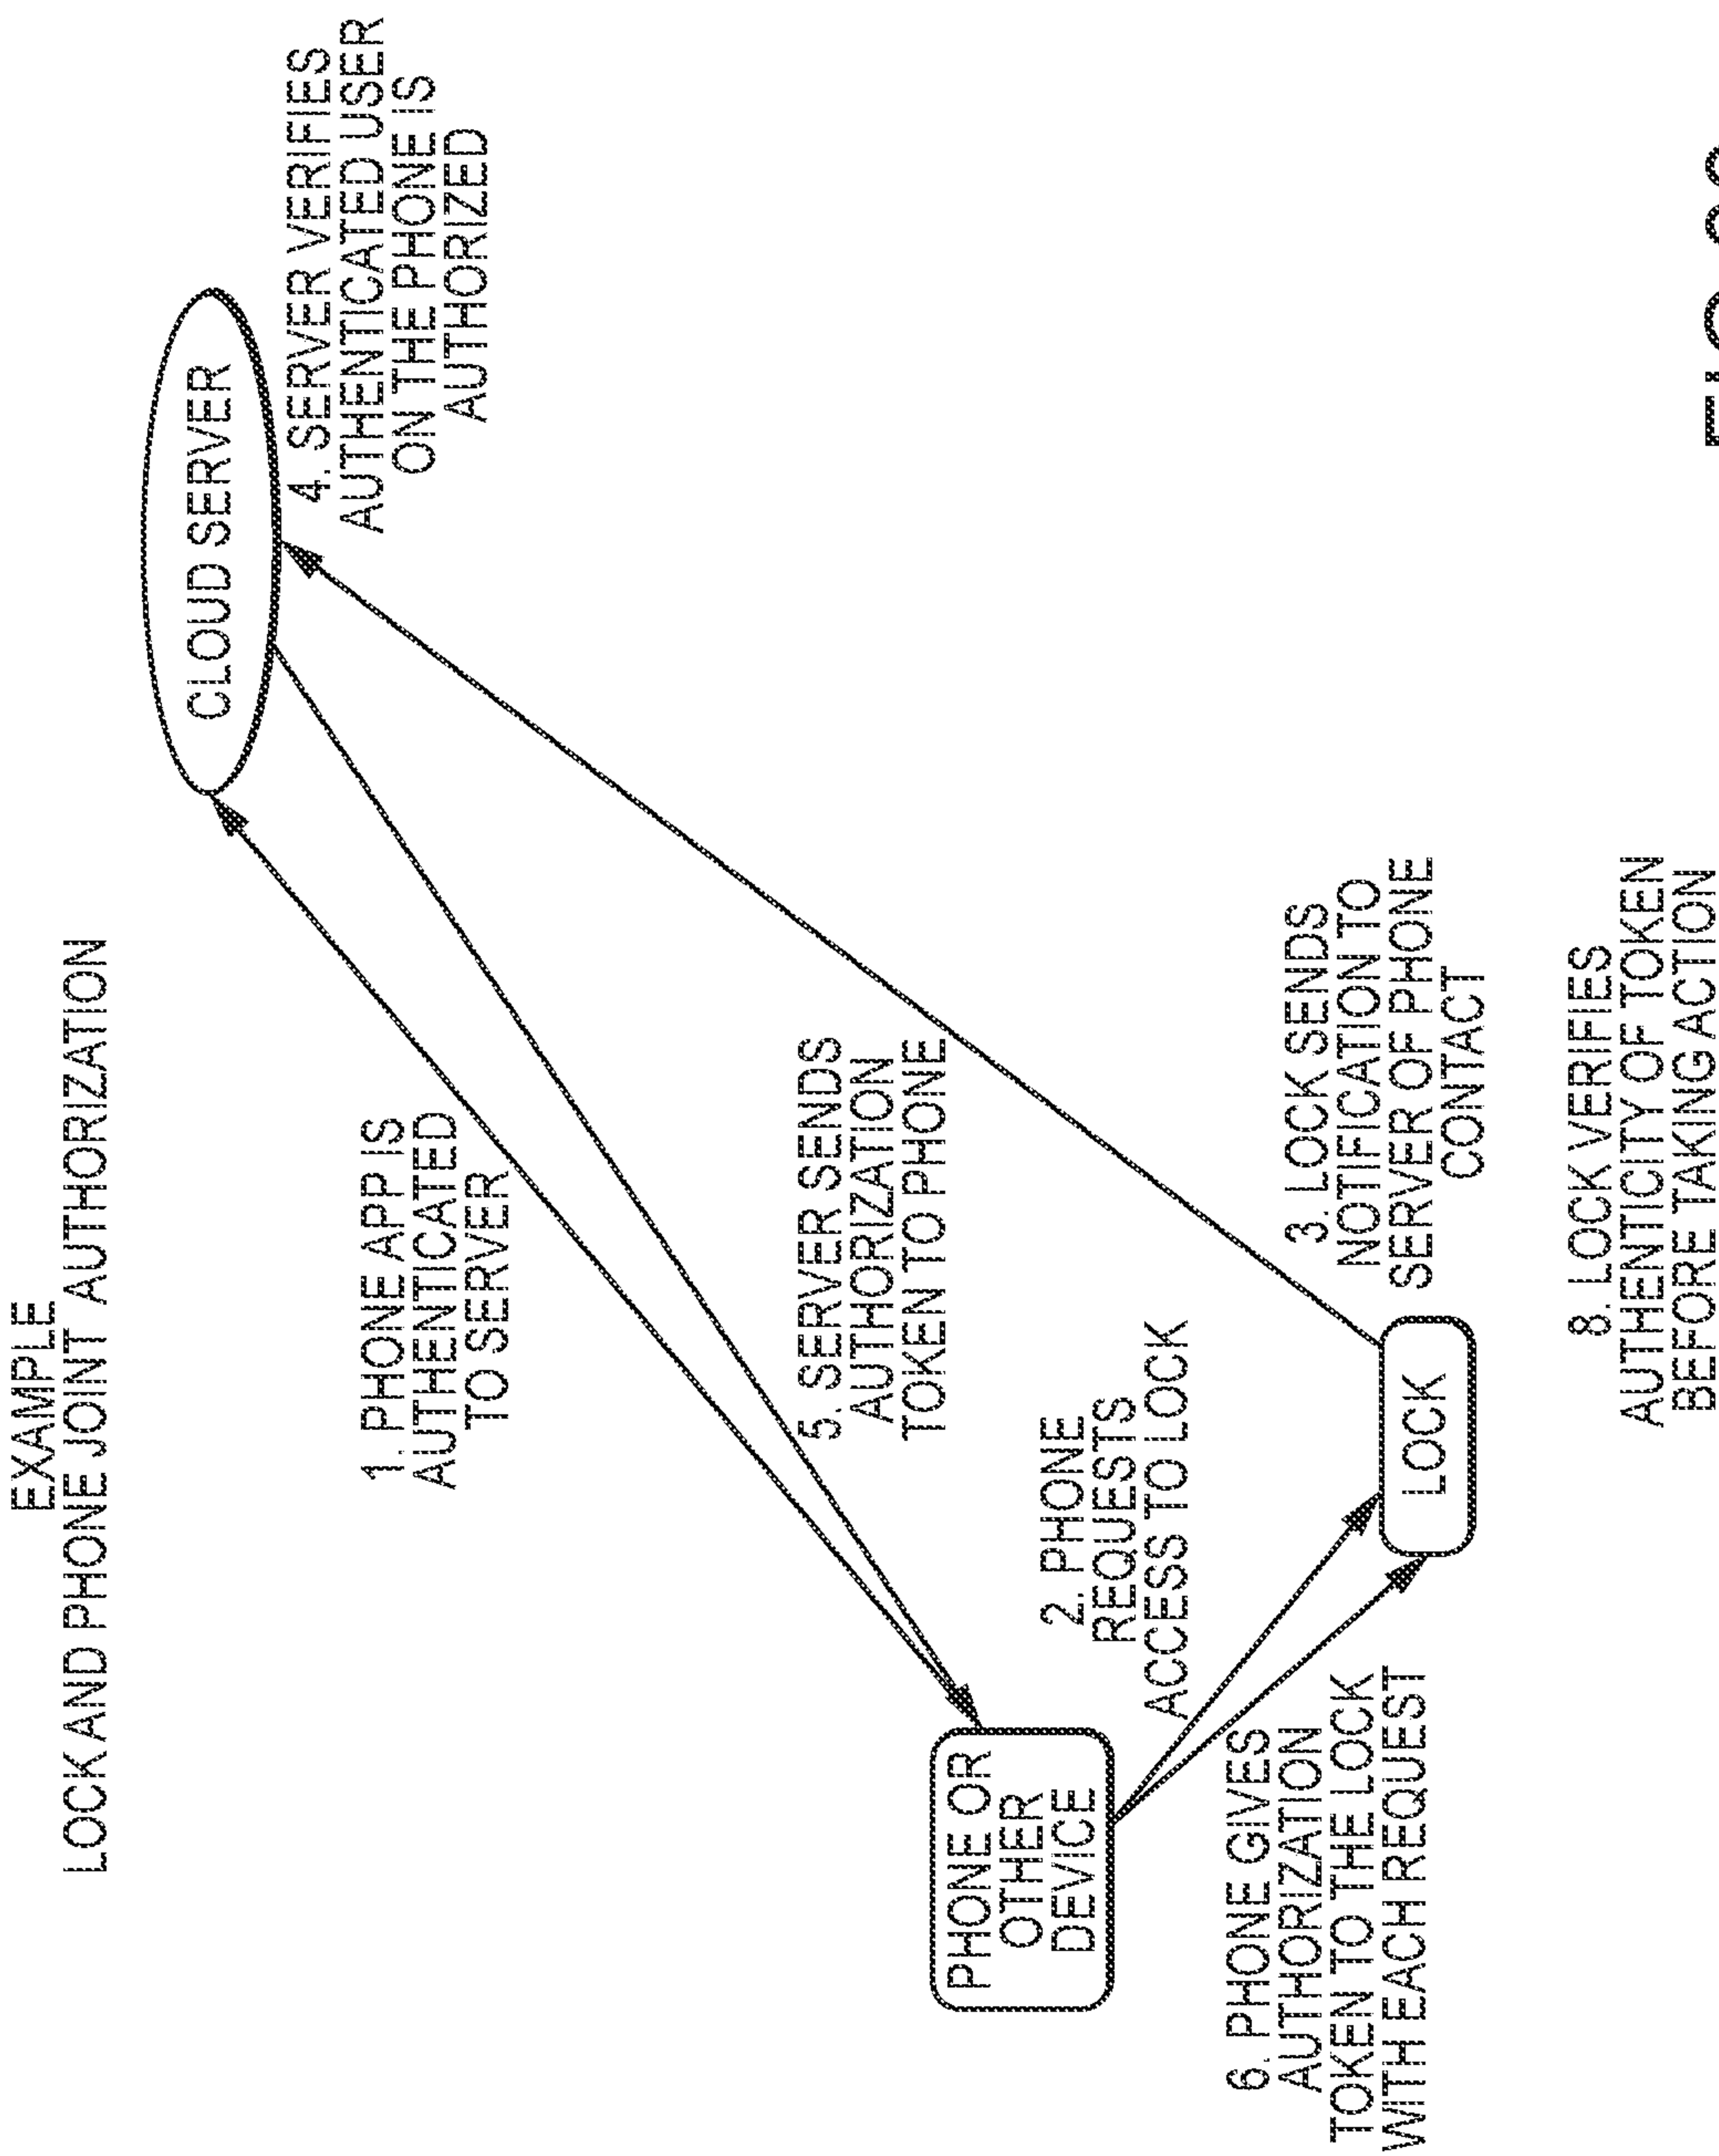 EXAMPLE
LOCK AND PHONE JOINT AUTHORIZATION
CLOUD SERVER
4. SERVER VERIFIES
AUTHENTICATED USER
ON THE PHONE IS
AUTHORIZED
1. PHONE APP IS
AUTHENTICATED
TO SERVER
5. SERVER SENDS
AUTHORIZATION
TOKEN TO PHONE
PHONE OR
OTHER
DEVICE
2. PHONE
REQUESTS
ACCESS TO LOCK
3. LOCK SENDS
NOTIFICATION TO
SERVER OF PHONE
CONTACT
LOCK
6. PHONE GIVES
AUTHORIZATION
TOKEN TO THE LOCK
WITH EACH REQUEST
8. LOCK VERIFIES
AUTHENTICITY OF TOKEN
BEFORE TAKING ACTION